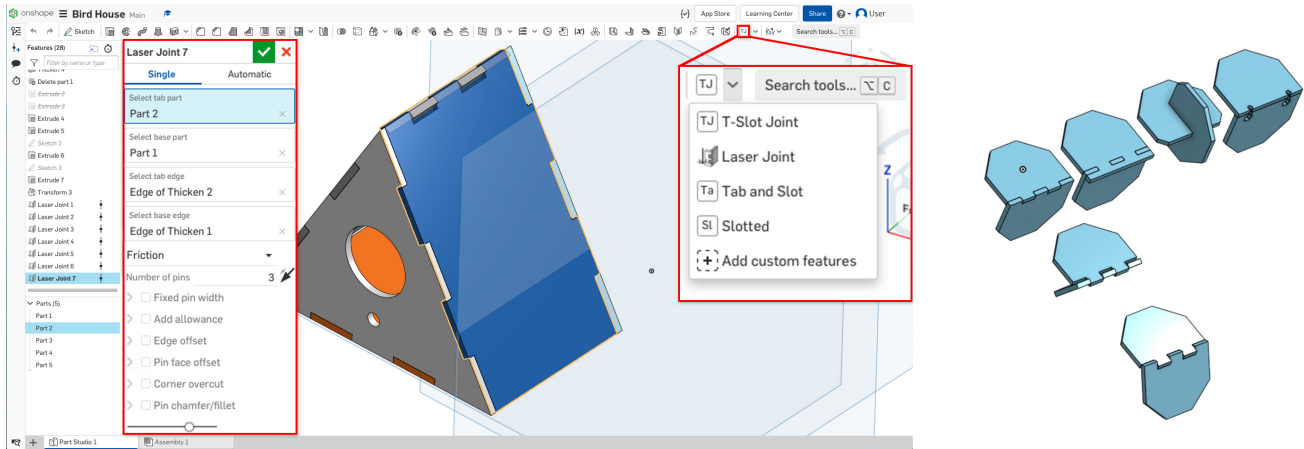 onshape Bird House Main App Store Learning Center Share User
Sketch TJ Search tools... ⌥ C
Features (28)
Filter by name or type
Thicken 4
Delete part 1
Extrude 2
Extrude 3
Extrude 4
Extrude 5
Sketch 2
Extrude 6
Sketch 3
Extrude 7
Transform 3
Laser Joint 1
Laser Joint 2
Laser Joint 3
Laser Joint 4
Laser Joint 5
Laser Joint 6
Laser Joint 7
Parts (5)
Part 1
Part 2
Part 3
Part 4
Part 5
Laser Joint 7
Single Automatic
Select tab part
Part 2
Select base part
Part 1
Select tab edge
Edge of Thicken 2
Select base edge
Edge of Thicken 1
Friction
Number of pins 3
Fixed pin width
Add allowance
Edge offset
Pin face offset
Corner overcut
Pin chamfer/fillet
TJ Search tools... ⌥ C
TJ T-Slot Joint
Laser Joint
Ta Tab and Slot
Sl Slotted
Add custom features
Z
Part Studio 1 Assembly 1